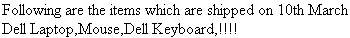 Following are the items which are shipped on 10th March
Dell Laptop,Mouse,Dell Keyboard,!!!!